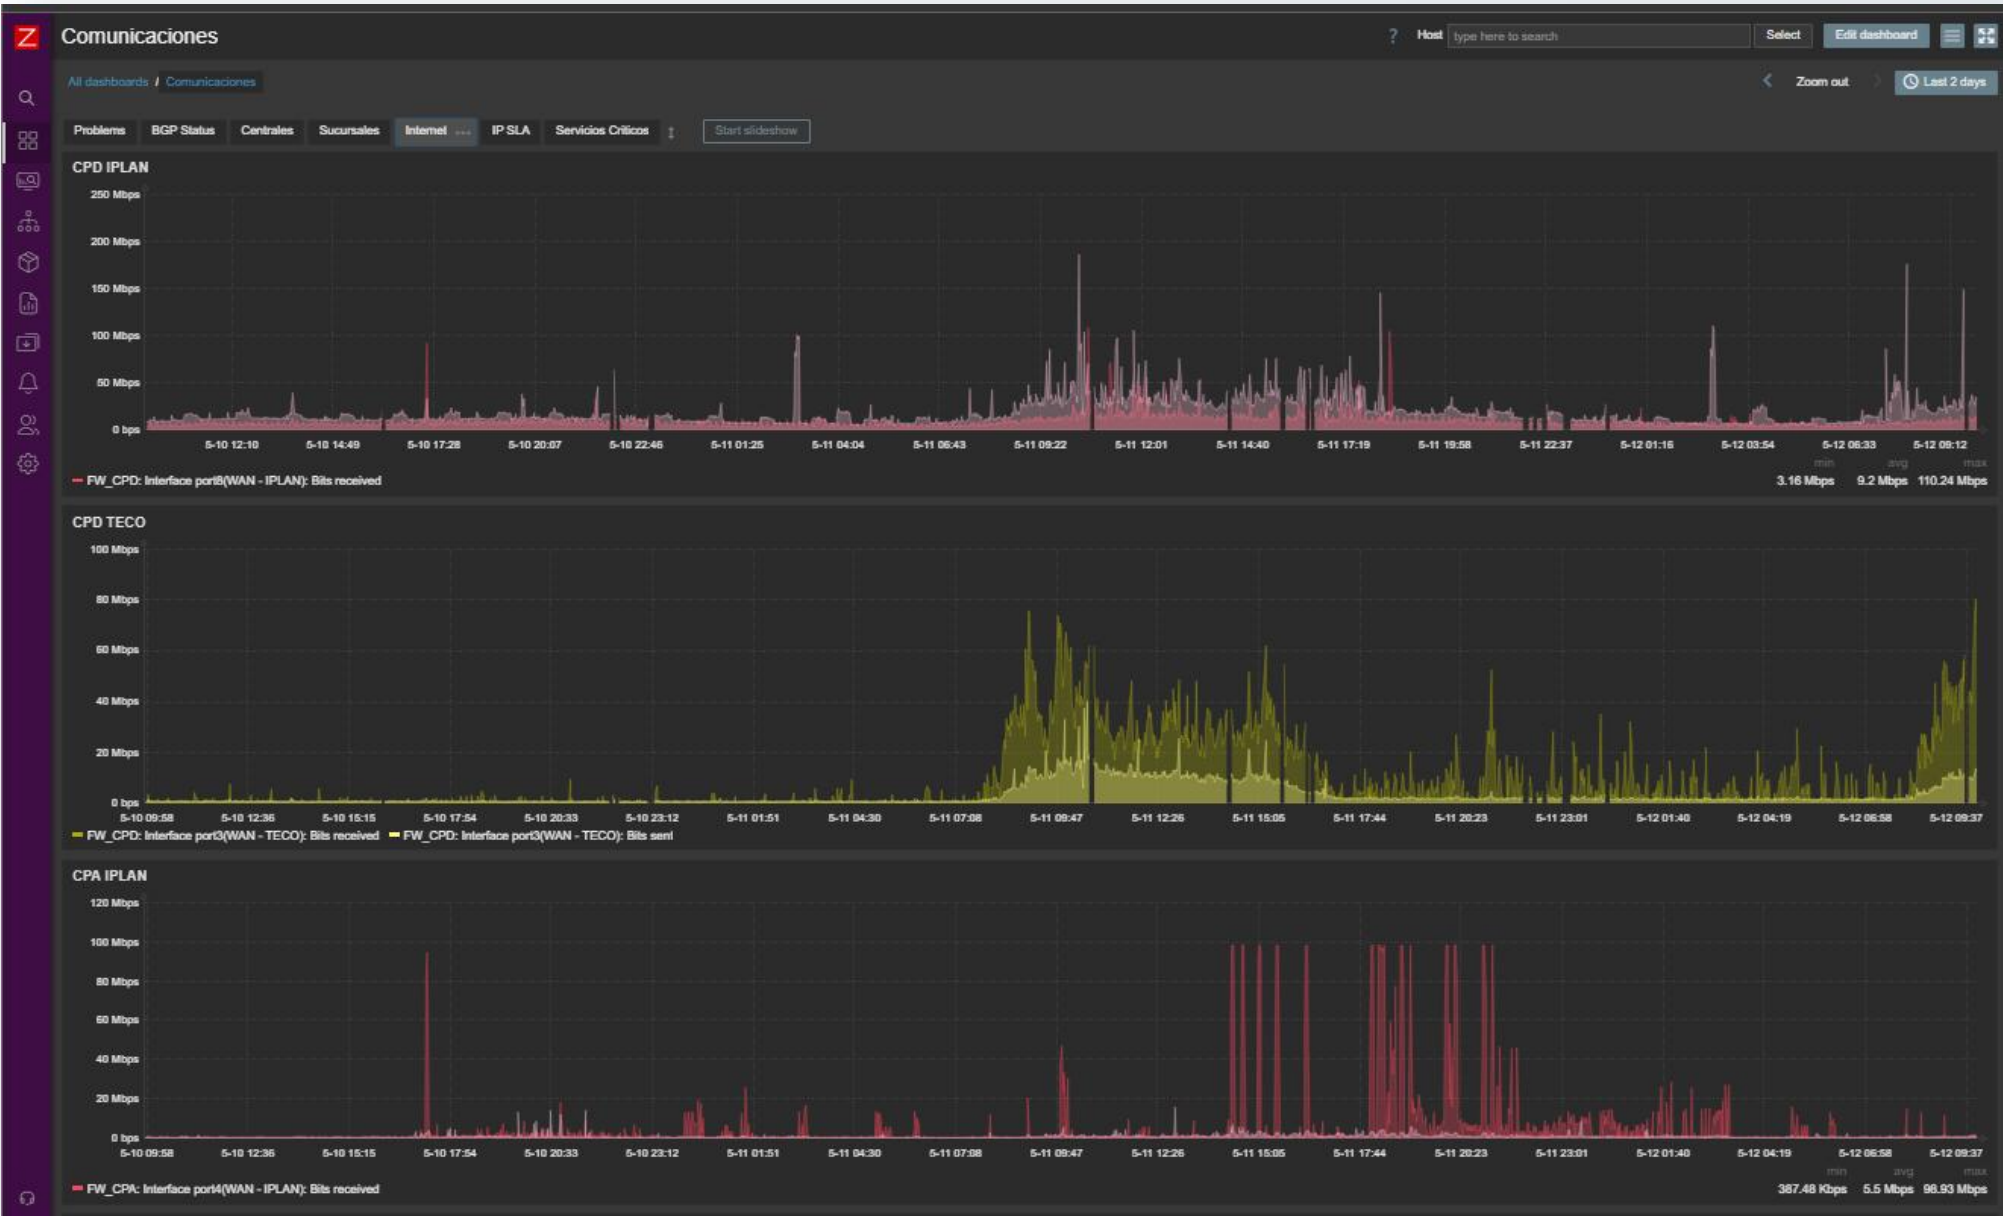 Z Comunicaciones ? Host type here to search Select Edit dashboard
All dashboards / Comunicaciones Zoom out Last 2 days
Problems BGP Status Centrales Sucursales Internet ... IP SLA Servicios Críticos Start slideshow
CPD IPLAN
250 Mbps
200 Mbps
150 Mbps
100 Mbps
50 Mbps
0 bps
5-10 12:10 5-10 14:49 5-10 17:28 5-10 20:07 5-10 22:46 5-11 01:25 5-11 04:04 5-11 06:43 5-11 09:22 5-11 12:01 5-11 14:40 5-11 17:19 5-11 19:58 5-11 22:37 5-12 01:16 5-12 03:54 5-12 06:33 5-12 09:12
min avg max
FW_CPD: Interface port8(WAN - IPLAN): Bits received 3.16 Mbps 9.2 Mbps 110.24 Mbps
CPD TECO
100 Mbps
80 Mbps
60 Mbps
40 Mbps
20 Mbps
0 bps
5-10 09:58 5-10 12:36 5-10 15:15 5-10 17:54 5-10 20:33 5-10 23:12 5-11 01:51 5-11 04:30 5-11 07:08 5-11 09:47 5-11 12:26 5-11 15:05 5-11 17:44 5-11 20:23 5-11 23:01 5-12 01:40 5-12 04:19 5-12 06:58 5-12 09:37
FW_CPD: Interface port3(WAN - TECO): Bits received FW_CPD: Interface port3(WAN - TECO): Bits sent
CPA IPLAN
120 Mbps
100 Mbps
80 Mbps
60 Mbps
40 Mbps
20 Mbps
0 bps
5-10 09:58 5-10 12:36 5-10 15:15 5-10 17:54 5-10 20:33 5-10 23:12 5-11 01:51 5-11 04:30 5-11 07:08 5-11 09:47 5-11 12:26 5-11 15:05 5-11 17:44 5-11 20:23 5-11 23:01 5-12 01:40 5-12 04:19 5-12 06:58 5-12 09:37
min avg max
FW_CPA: Interface port4(WAN - IPLAN): Bits received 387.48 Kbps 5.5 Mbps 98.93 Mbps